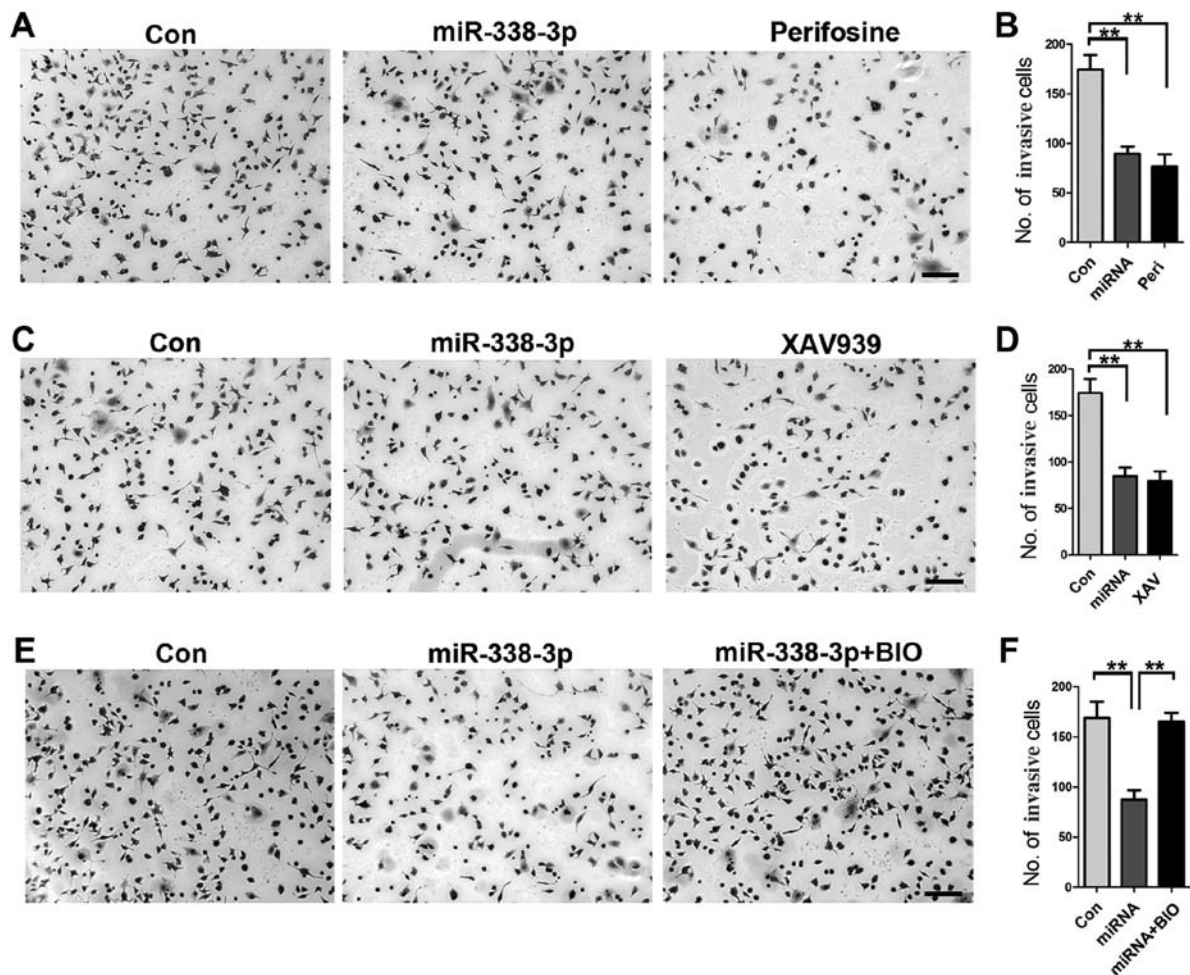 A
Con
miR-338-3p
Perifosine
B
**
**
No. of invasive cells
200
150
100
50
0
Con
miRNA
Peri
C
Con
miR-338-3p
XAV939
D
**
**
No. of invasive cells
200
150
100
50
0
Con
miRNA
XAV
E
Con
miR-338-3p
miR-338-3p+BIO
F
** **
No. of invasive cells
200
150
100
50
0
Con
miRNA
miRNA+BIO